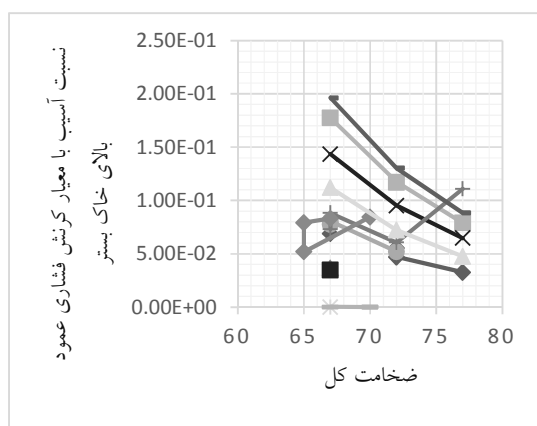 نسبت آسیب با معیار کرنش فشاری عمود
بالای خاک بستر
2.50E-01
2.00E-01
1.50E-01
1.00E-01
5.00E-02
0.00E+00
60 65 70 75 80
ضخامت کل